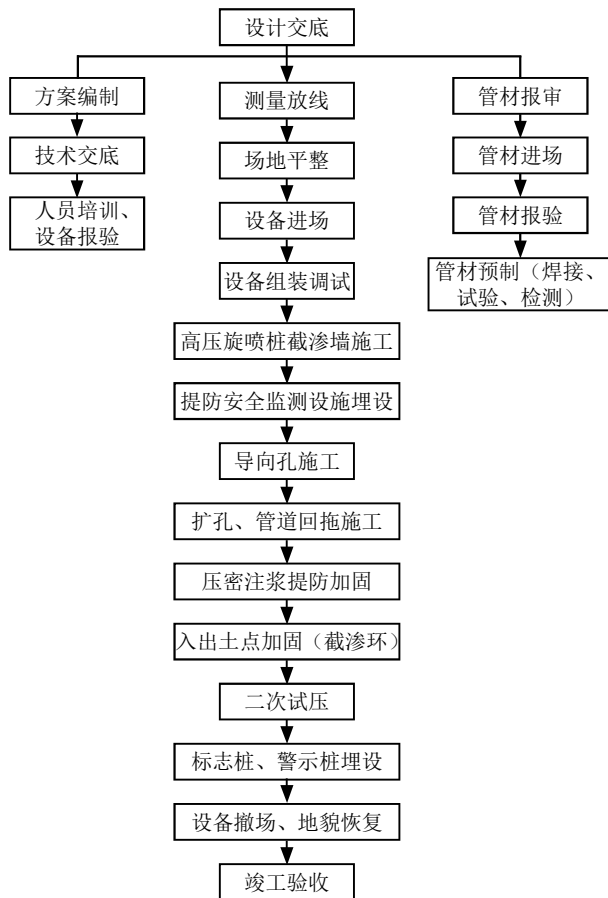 设计交底
方案编制
测量放线
管材报审
技术交底
场地平整
管材进场
人员培训、
设备报验
设备进场
管材报验
设备组装调试
管材预制（焊接、
试验、检测）
高压旋喷桩截渗墙施工
提防安全监测设施埋设
导向孔施工
扩孔、管道回拖施工
压密注浆提防加固
入出土点加固（截渗环）
二次试压
标志桩、警示桩埋设
设备撤场、地貌恢复
竣工验收